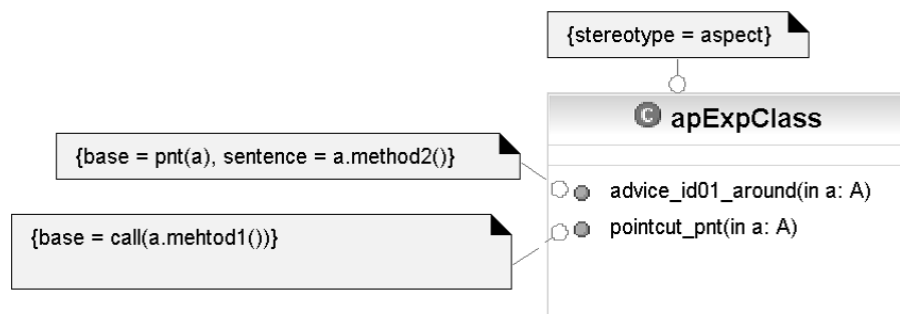 {stereotype = aspect}
C apExpClass
{base = pnt(a), sentence = a.method2()}
advice_id01_around(in a: A)
{base = call(a.mehtod1())}
pointcut_pnt(in a: A)